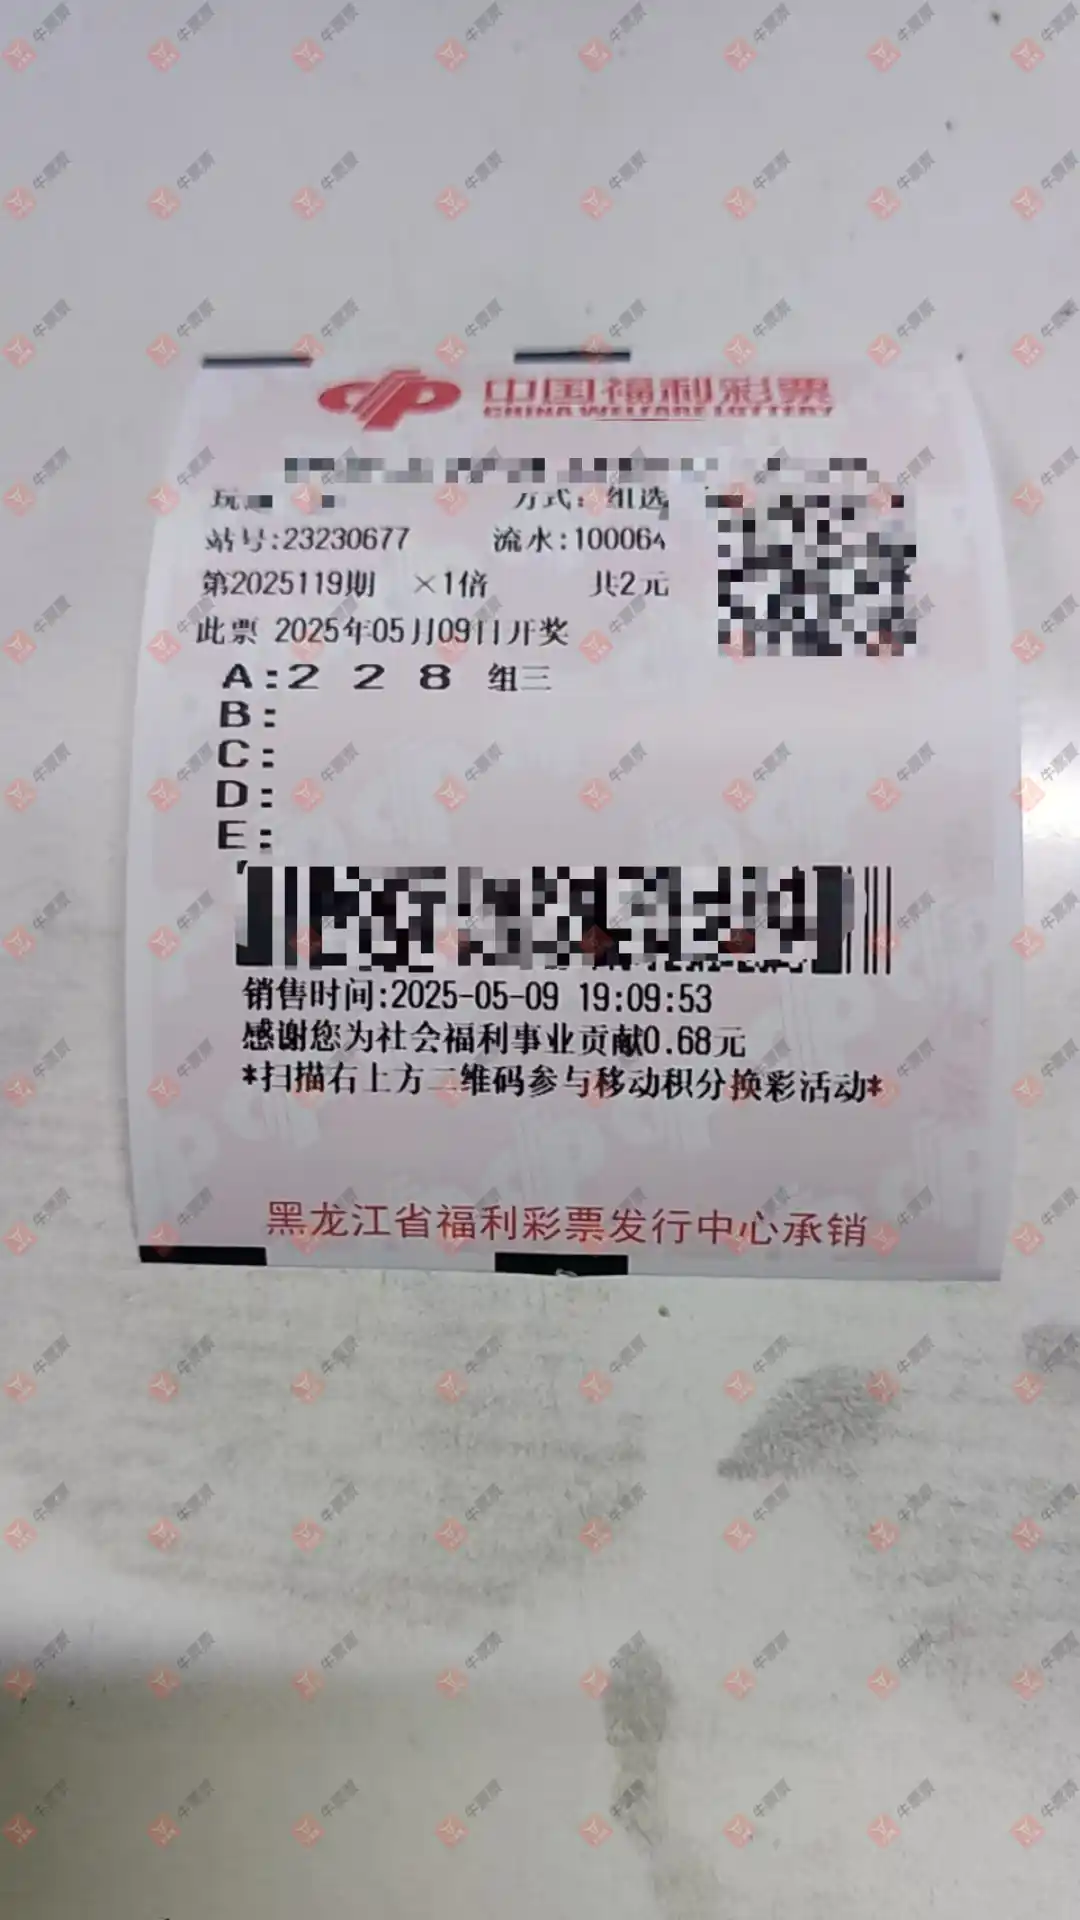 中国福利彩票
CHINA WELFARE LOTTERY
玩
方式: 组选
站号:23230677 流水:100064
第2025119期 ×1倍 共2元
此票 2025年05月09日开奖
A:2 2 8 组三
B:
C:
D:
E:
销售时间:2025-05-09 19:09:53
感谢您为社会福利事业贡献0.68元
*扫描右上方二维码参与移动积分换彩活动*
黑龙江省福利彩票发行中心承销
牛票票